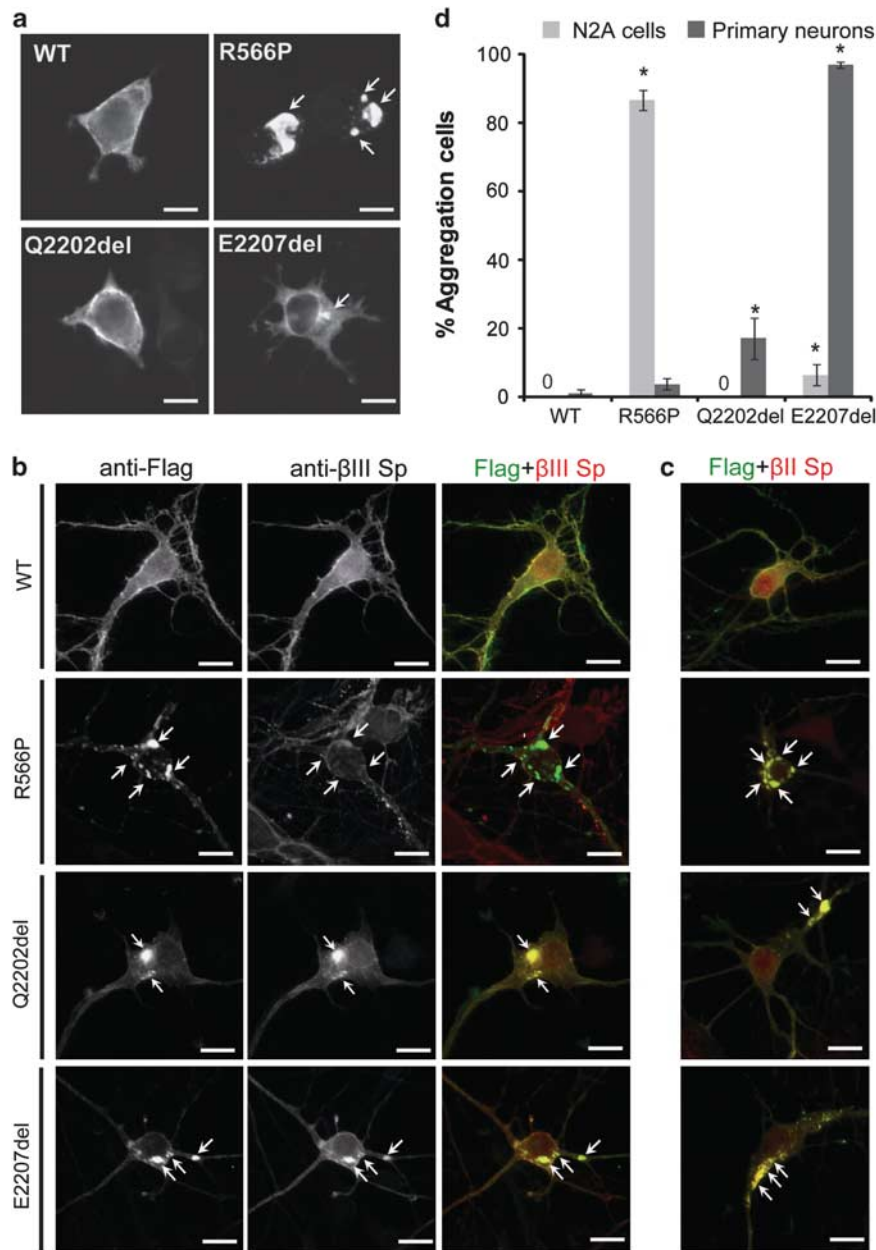 a
WT
R566P
Q2202del
E2207del
d
N2A cells
Primary neurons
% Aggregation cells
100
80
60
40
20
0
0
*
0
*
*
*
WT
R566P
Q2202del
E2207del
b
anti-Flag
anti-βIII Sp
Flag+βIII Sp
c
Flag+βII Sp
WT
R566P
Q2202del
E2207del